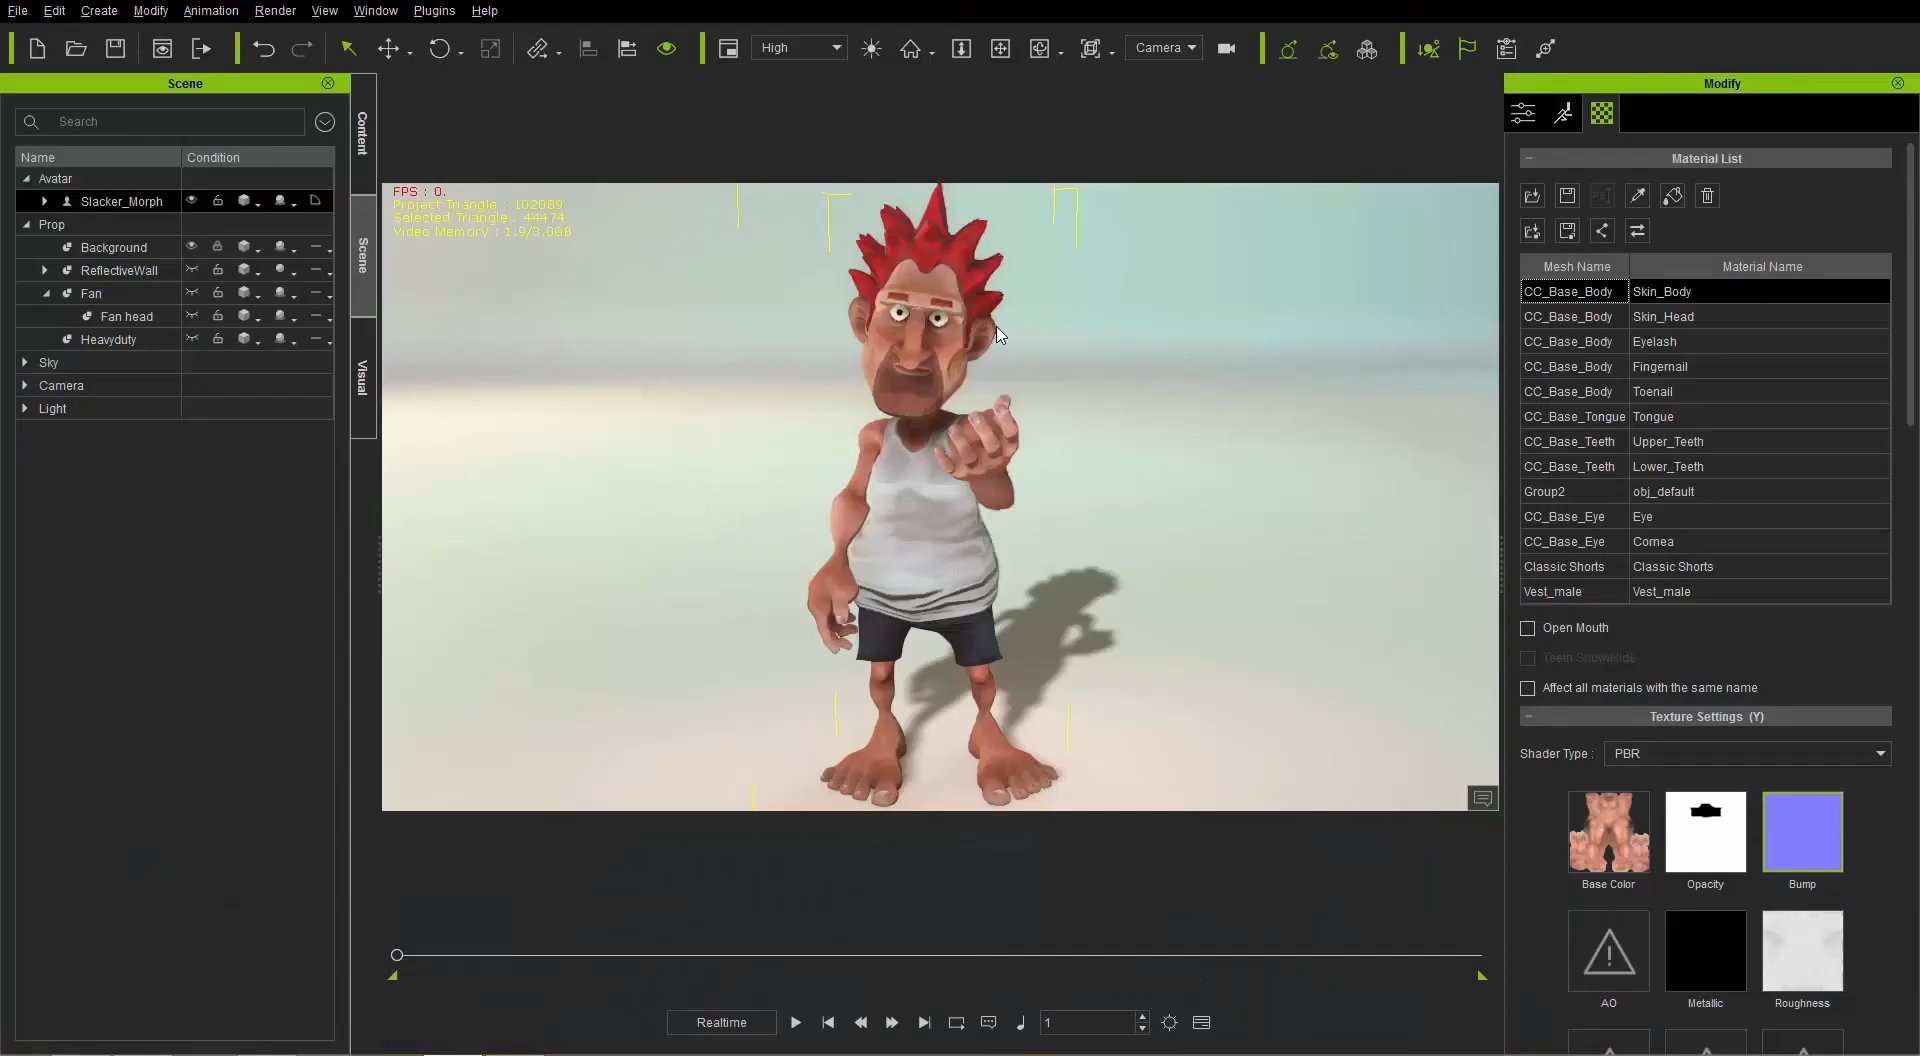 File Edit Create Modify Animation Render View Window Plugins Help
High
Camera
Scene
Search
Name Condition
Avatar
Slacker_Morph
Prop
Background
ReflectiveWall
Fan
Fan head
Heavyduty
Sky
Camera
Light
Content
Scene
Visual
FPS : 0.
Project Triangle : 102089
Selected Triangle : 44474
Video Memory : 1.9/3.0GB
Realtime
1
Modify
Material List
Mesh Name Material Name
CC_Base_Body Skin_Body
CC_Base_Body Skin_Head
CC_Base_Body Eyelash
CC_Base_Body Fingernail
CC_Base_Body Toenail
CC_Base_Tongue Tongue
CC_Base_Teeth Upper_Teeth
CC_Base_Teeth Lower_Teeth
Group2 obj_default
CC_Base_Eye Eye
CC_Base_Eye Cornea
Classic Shorts Classic Shorts
Vest_male Vest_male
Open Mouth
Teeth Show/Hide
Affect all materials with the same name
Texture Settings (Y)
Shader Type : PBR
Base Color Opacity Bump
AO Metallic Roughness